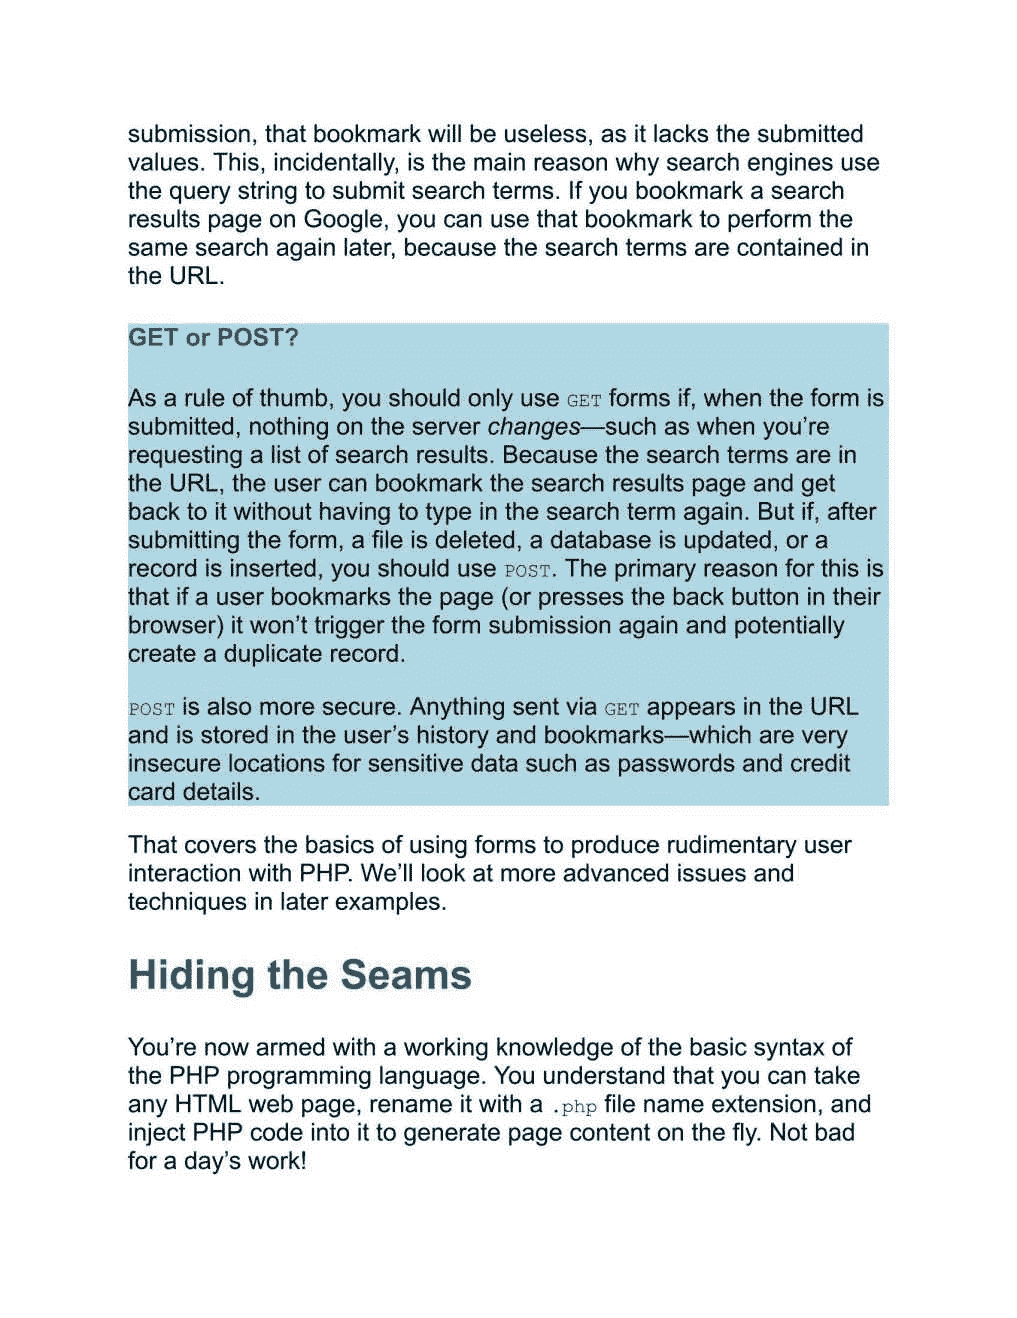 submission, that bookmark will be useless, as it lacks the submitted
values. This, incidentally, is the main reason why search engines use
the query string to submit search terms. If you bookmark a search
results page on Google, you can use that bookmark to perform the
same search again later, because the search terms are contained in
the URL.
GET or POST?
As a rule of thumb, you should only use GET forms if, when the form is
submitted, nothing on the server changes—such as when you’re
requesting a list of search results. Because the search terms are in
the URL, the user can bookmark the search results page and get
back to it without having to type in the search term again. But if, after
submitting the form, a file is deleted, a database is updated, or a
record is inserted, you should use POST. The primary reason for this is
that if a user bookmarks the page (or presses the back button in their
browser) it won’t trigger the form submission again and potentially
create a duplicate record.
POST is also more secure. Anything sent via GET appears in the URL
and is stored in the user’s history and bookmarks—which are very
insecure locations for sensitive data such as passwords and credit
card details.
That covers the basics of using forms to produce rudimentary user
interaction with PHP. We’ll look at more advanced issues and
techniques in later examples.
Hiding the Seams
You’re now armed with a working knowledge of the basic syntax of
the PHP programming language. You understand that you can take
any HTML web page, rename it with a .php file name extension, and
inject PHP code into it to generate page content on the fly. Not bad
for a day’s work!